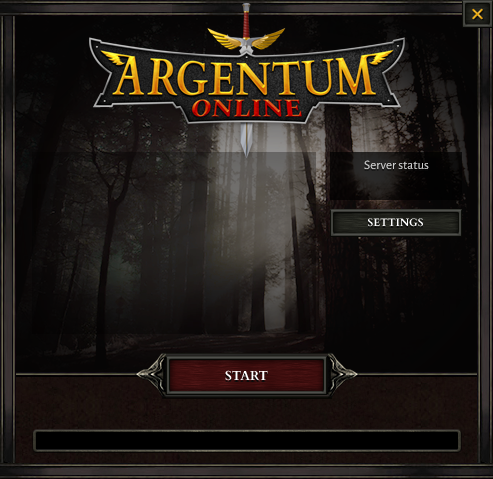 ARGENTUM
ONLINE
Server status
SETTINGS
START